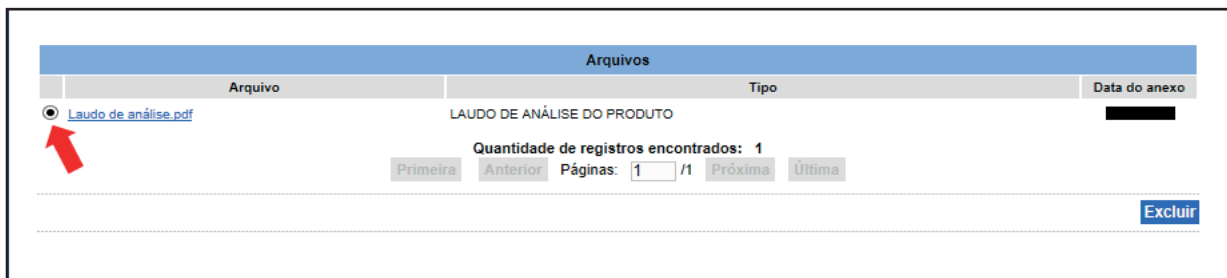 Arquivos
Arquivo Tipo Data do anexo
Laudo de análise.pdf LAUDO DE ANÁLISE DO PRODUTO
Quantidade de registros encontrados: 1
Primeira Anterior Páginas: 1 /1 Próxima Última
Excluir